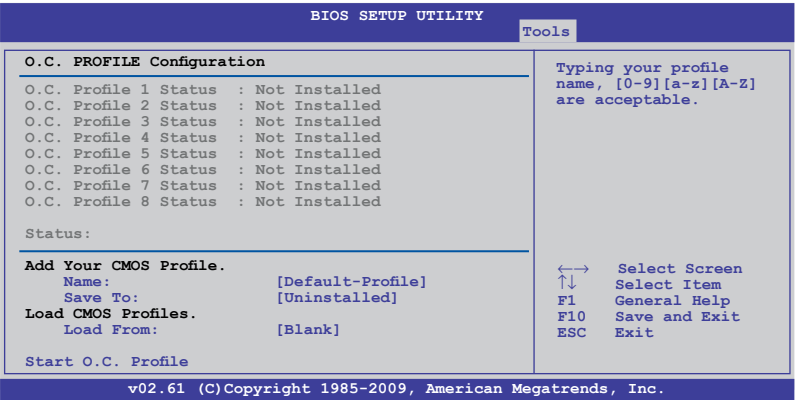 BIOS SETUP UTILITY
Tools
O.C. PROFILE Configuration
O.C. Profile 1 Status : Not Installed
O.C. Profile 2 Status : Not Installed
O.C. Profile 3 Status : Not Installed
O.C. Profile 4 Status : Not Installed
O.C. Profile 5 Status : Not Installed
O.C. Profile 6 Status : Not Installed
O.C. Profile 7 Status : Not Installed
O.C. Profile 8 Status : Not Installed
Status:
Add Your CMOS Profile.
Name: [Default-Profile]
Save To: [Uninstalled]
Load CMOS Profiles.
Load From: [Blank]
Start O.C. Profile
Typing your profile
name, [0-9][a-z][A-Z]
are acceptable.
←→ Select Screen
↑↓ Select Item
F1 General Help
F10 Save and Exit
ESC Exit
v02.61 (C)Copyright 1985-2009, American Megatrends, Inc.